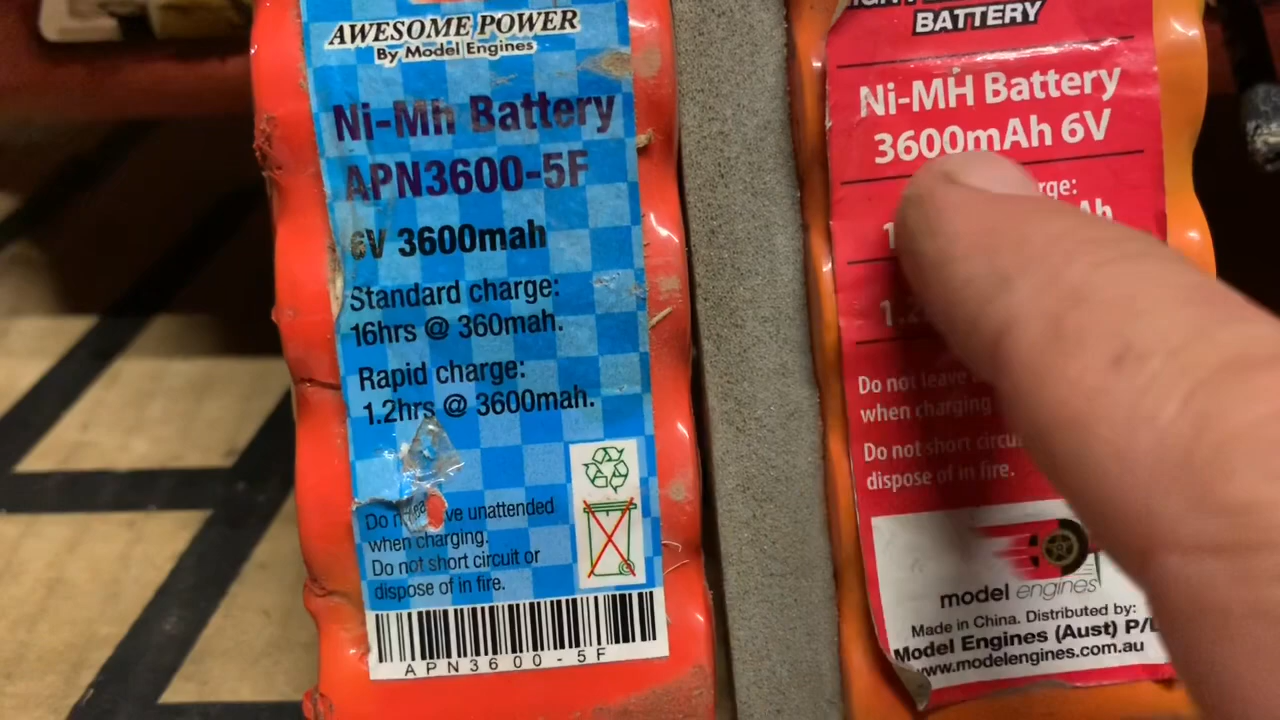 AWESOME POWER
By Model Engines
Ni-Mh Battery
APN3600-5F
6V 3600mah
Standard charge:
16hrs @ 360mah.
Rapid charge:
1.2hrs @ 3600mah.
Do ve unattended
when charging.
Do not short circuit or
dispose of in fire.
APN3600-5F
BATTERY
Ni-MH Battery
3600mAh 6V
Do not leave
when charging
Do not short
dispose of in fire.
model engines
Made in China. Distributed by:
Model Engines (Aust) P/L
www.modelengines.com.au